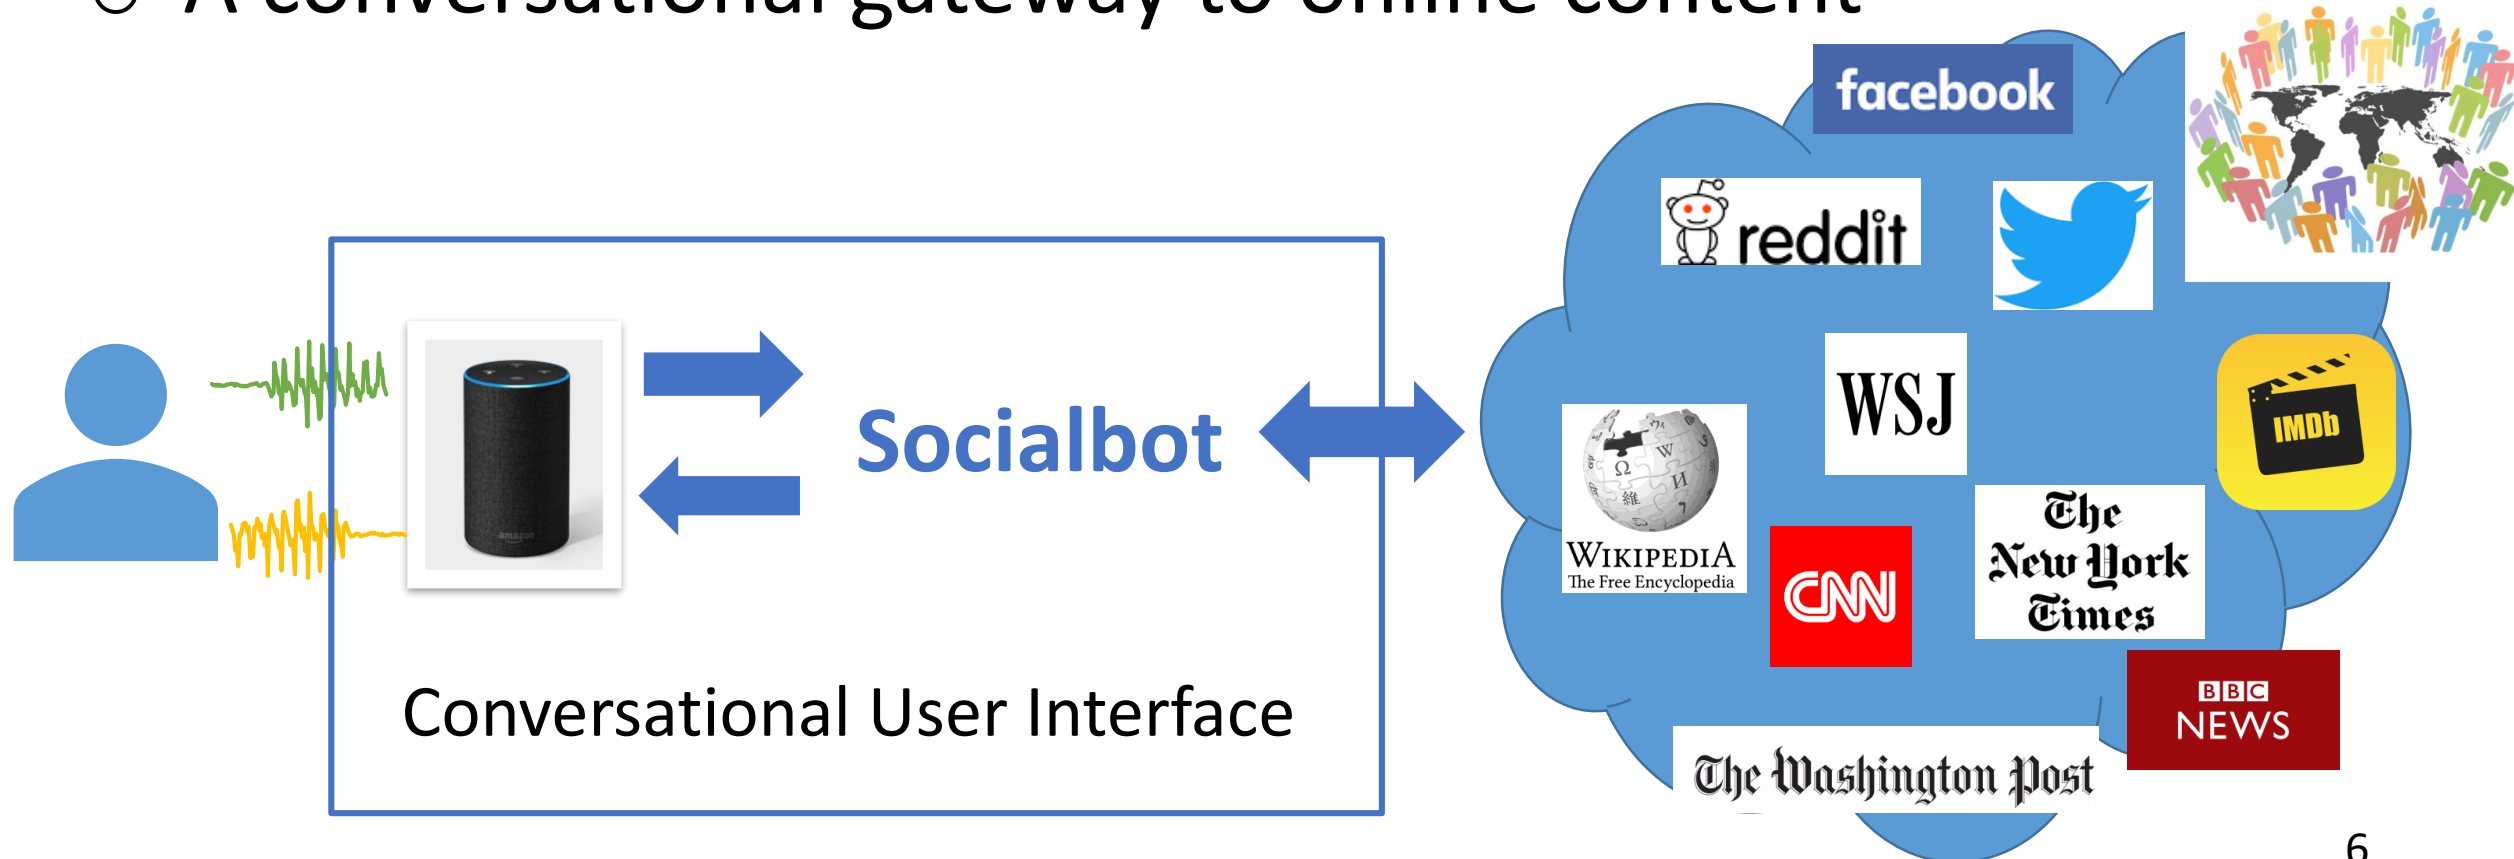 A conversational gateway to online content
facebook
reddit
WSJ
IMDb
amazon
Socialbot
WIKIPEDIA
The Free Encyclopedia
The
New York
Times
CNN
Conversational User Interface
BBC
NEWS
The Washington Post
6